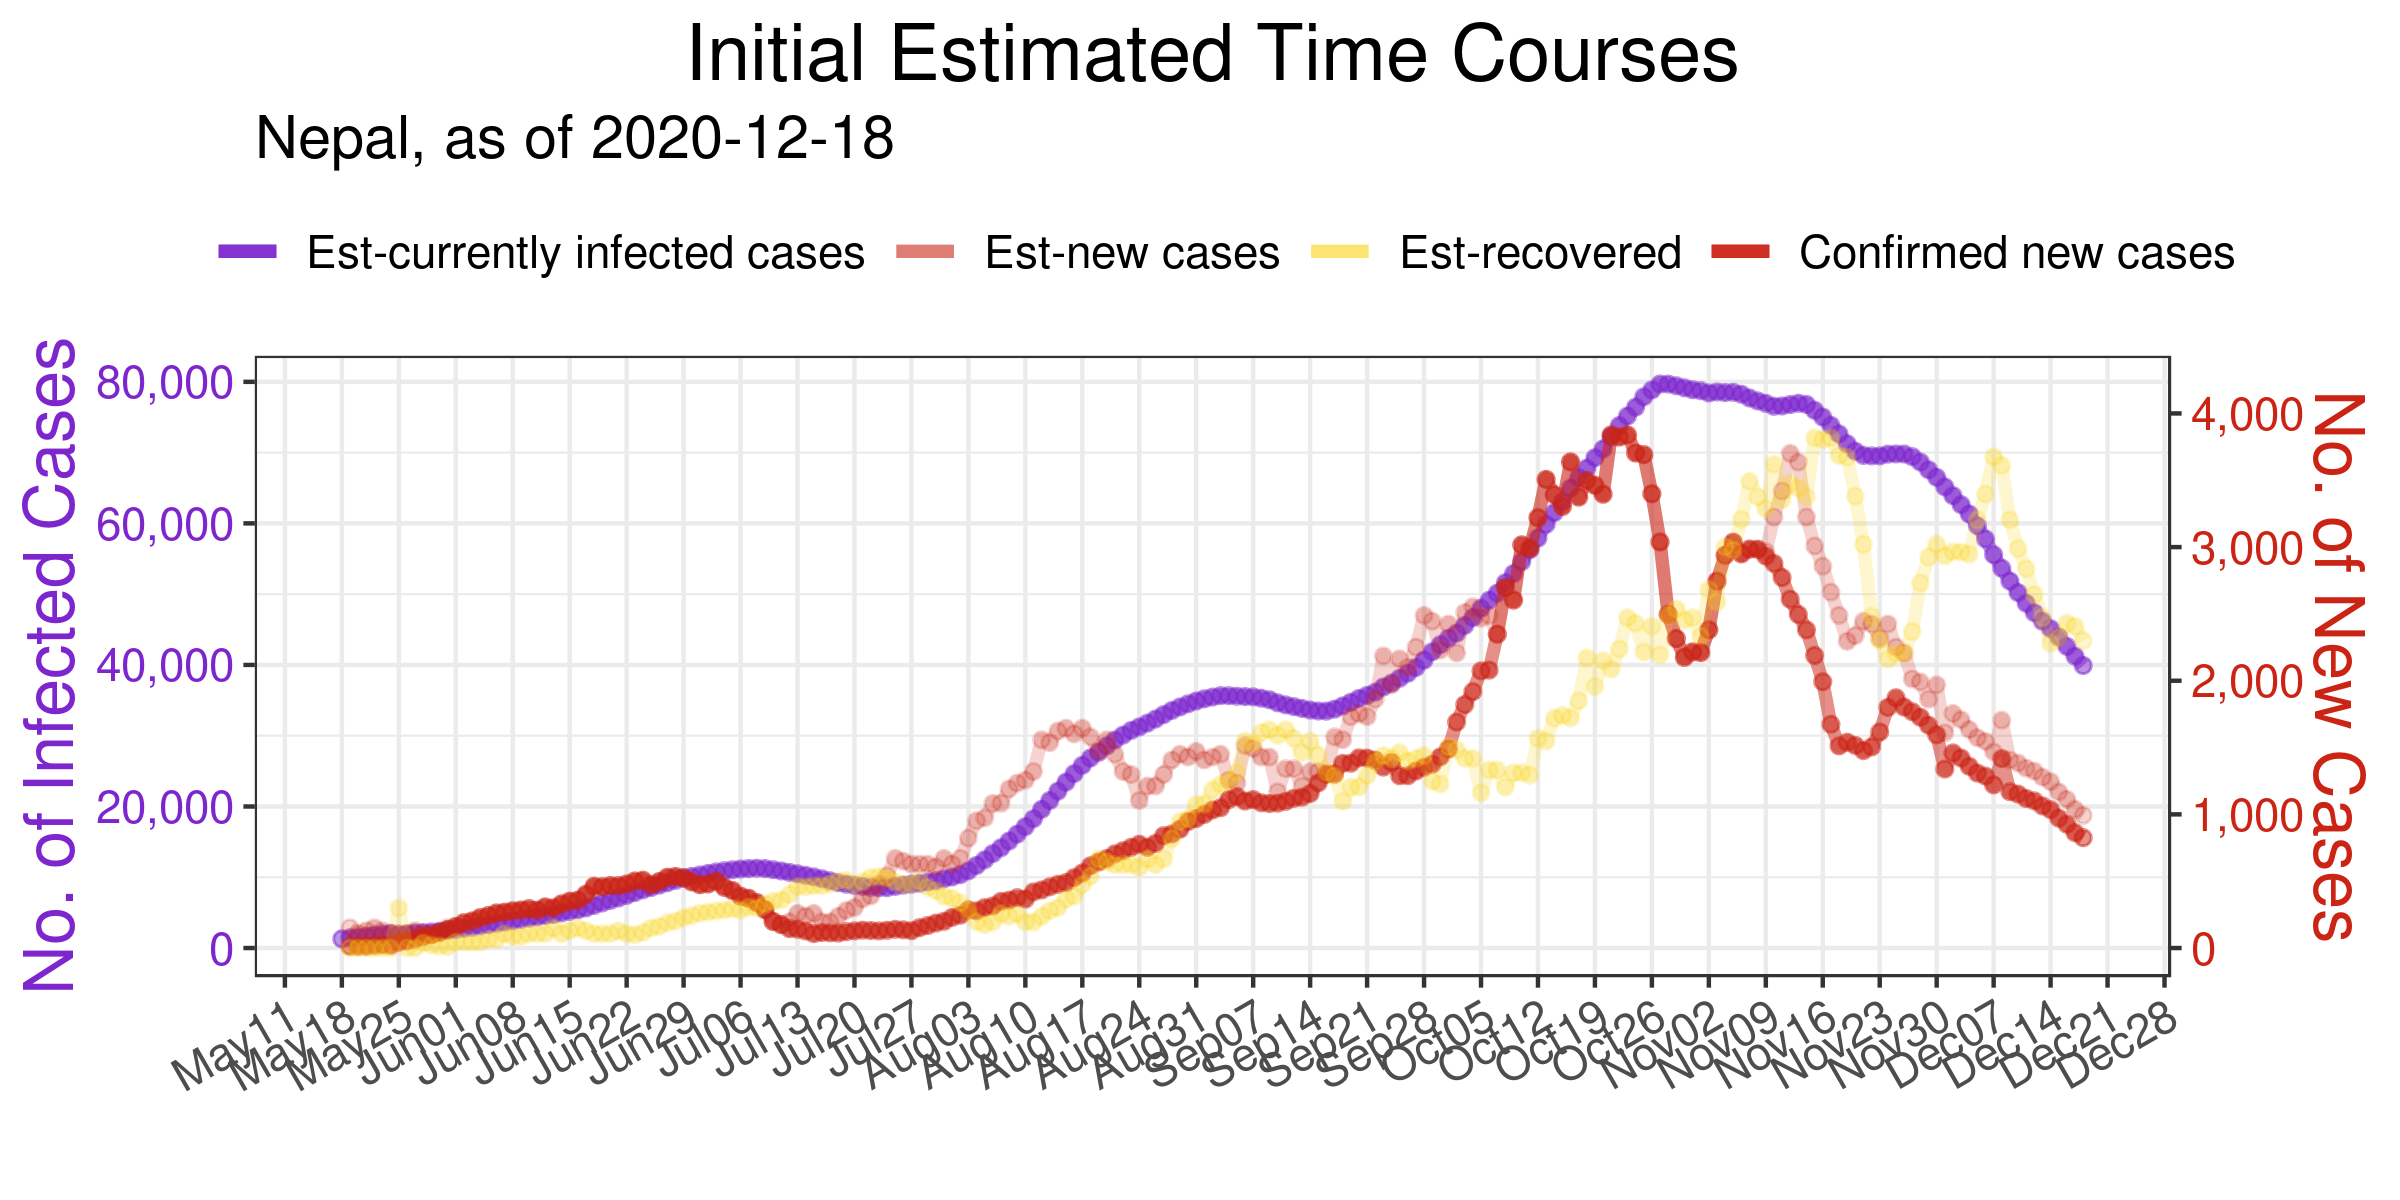 Initial Estimated Time Courses
Nepal, as of 2020-12-18
Est-currently infected cases Est-new cases Est-recovered Confirmed new cases
No. of Infected Cases
80,000
60,000
40,000
20,000
0
4,000
3,000
2,000
1,000
0
No. of New Cases
May11 May18 May25 Jun01 Jun08 Jun15 Jun22 Jun29 Jul06 Jul13 Jul20 Jul27 Aug03 Aug10 Aug17 Aug24 Aug31 Sep07 Sep14 Sep21 Sep28 Oct05 Oct12 Oct19 Oct26 Nov02 Nov09 Nov16 Nov23 Nov30 Dec07 Dec14 Dec21 Dec28